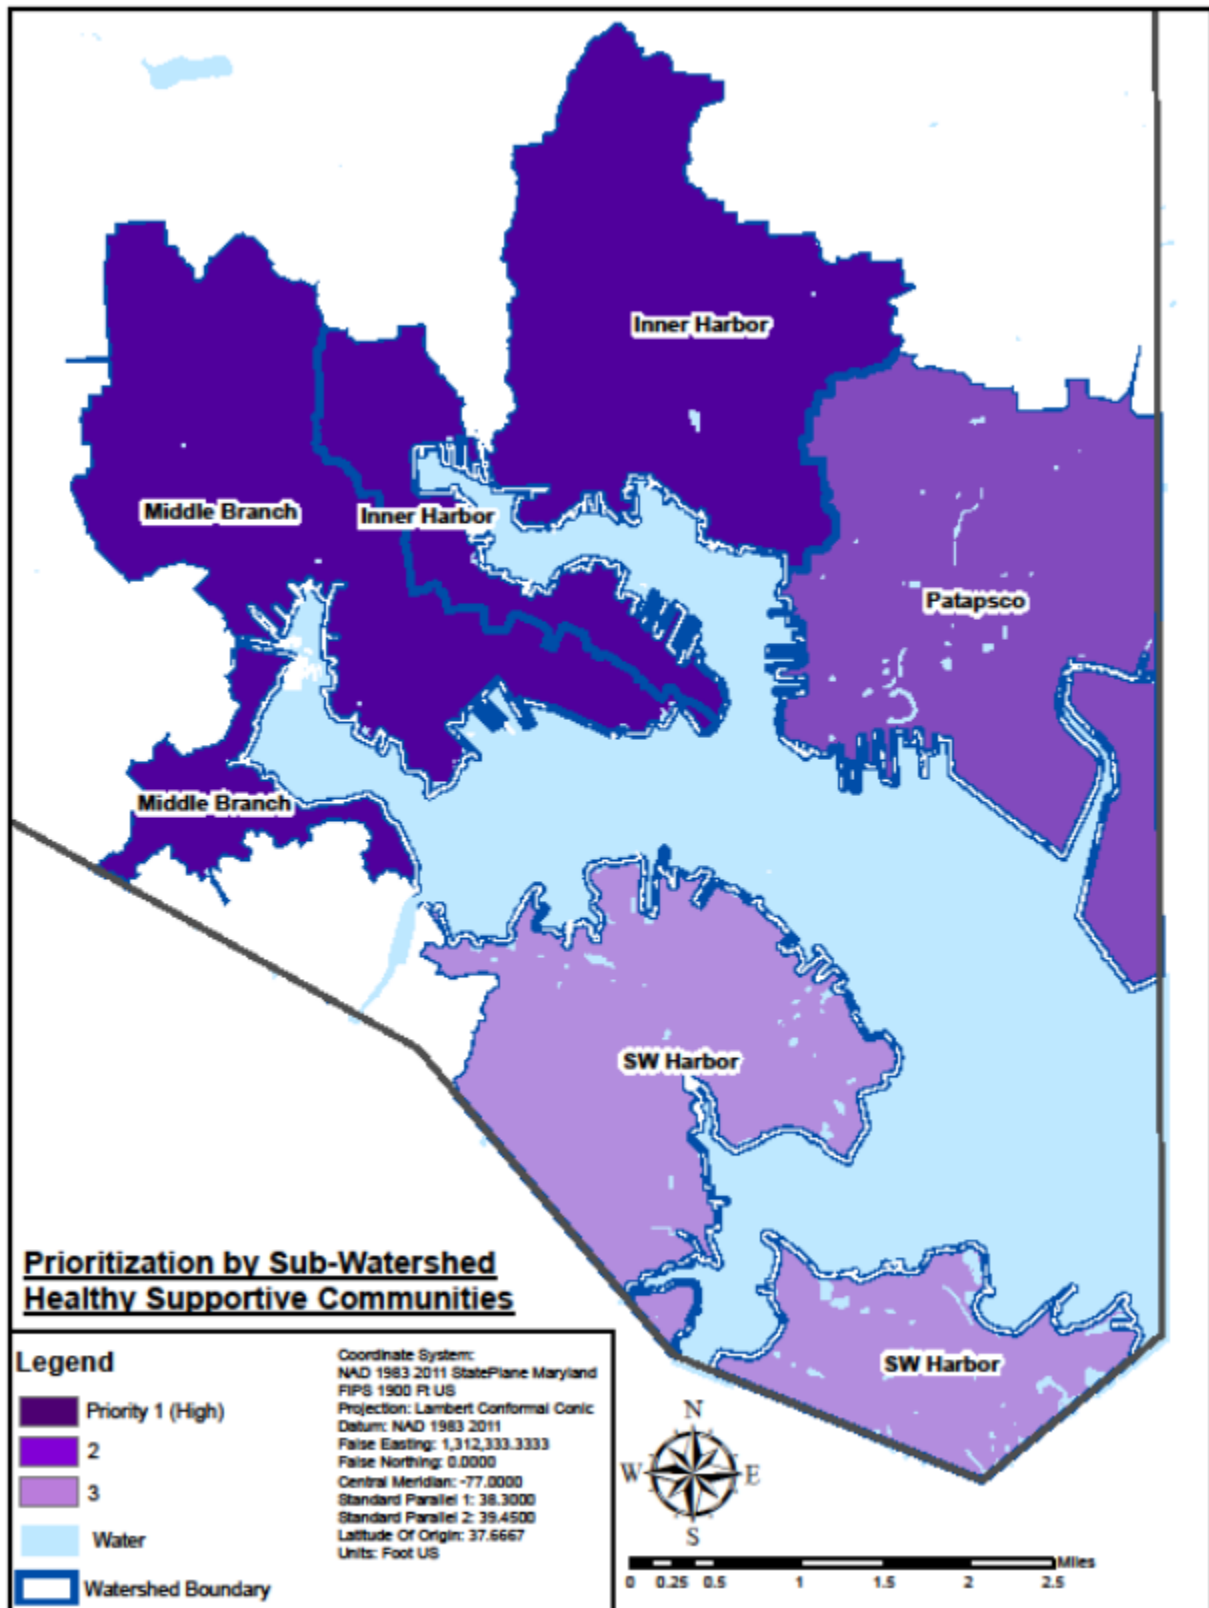 Inner Harbor
Middle Branch
Inner Harbor
Patapsco
Middle Branch
SW Harbor
SW Harbor
Prioritization by Sub-Watershed
Healthy Supportive Communities
Legend
Priority 1 (High)
2
3
Water
Watershed Boundary
Coordinate System:
NAD 1983 2011 StatePlane Maryland
FIPS 1900 Ft US
Projection: Lambert Conformal Conic
Datum: NAD 1983 2011
False Easting: 1,312,333.3333
False Northing: 0.0000
Central Meridian: -77.0000
Standard Parallel 1: 38.3000
Standard Parallel 2: 39.4500
Latitude Of Origin: 37.6667
Units: Foot US
N
W E
S
Miles
0 0.25 0.5 1 1.5 2 2.5